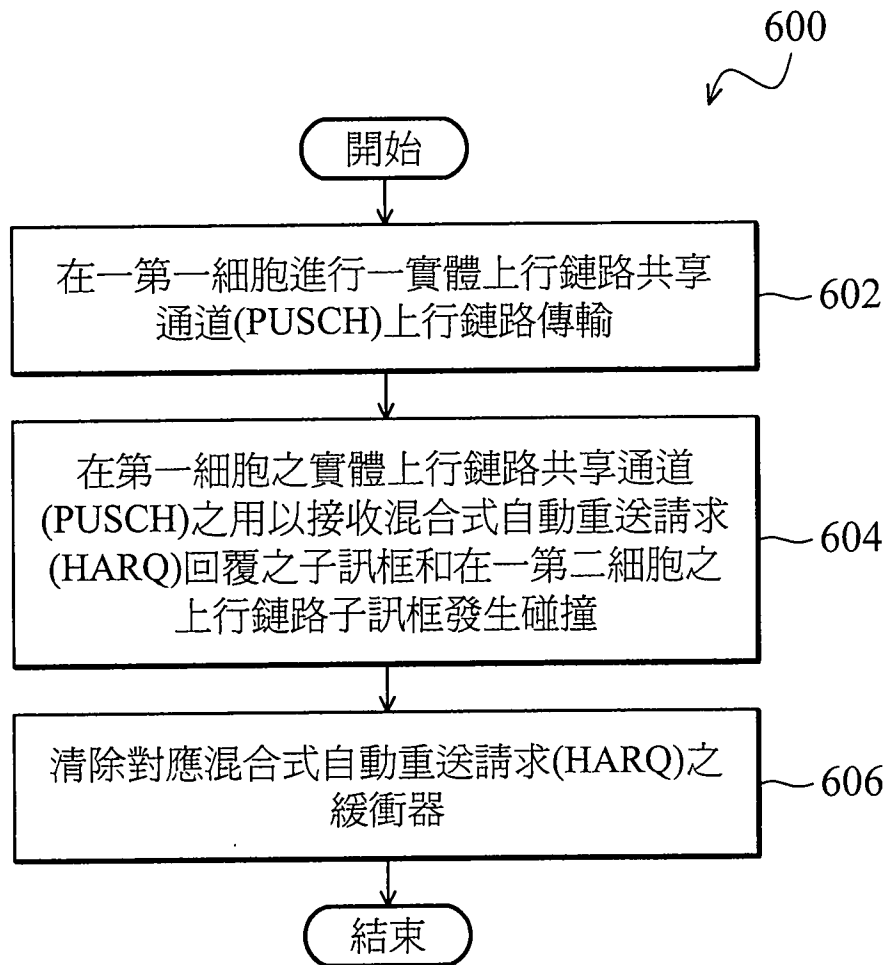 600
開始
在一第一細胞進行一實體上行鏈路共享
通道(PUSCH)上行鏈路傳輸
602
在第一細胞之實體上行鏈路共享通道
(PUSCH)之用以接收混合式自動重送請求
(HARQ)回覆之子訊框和在一第二細胞之
上行鏈路子訊框發生碰撞
604
清除對應混合式自動重送請求(HARQ)之
緩衝器
606
結束